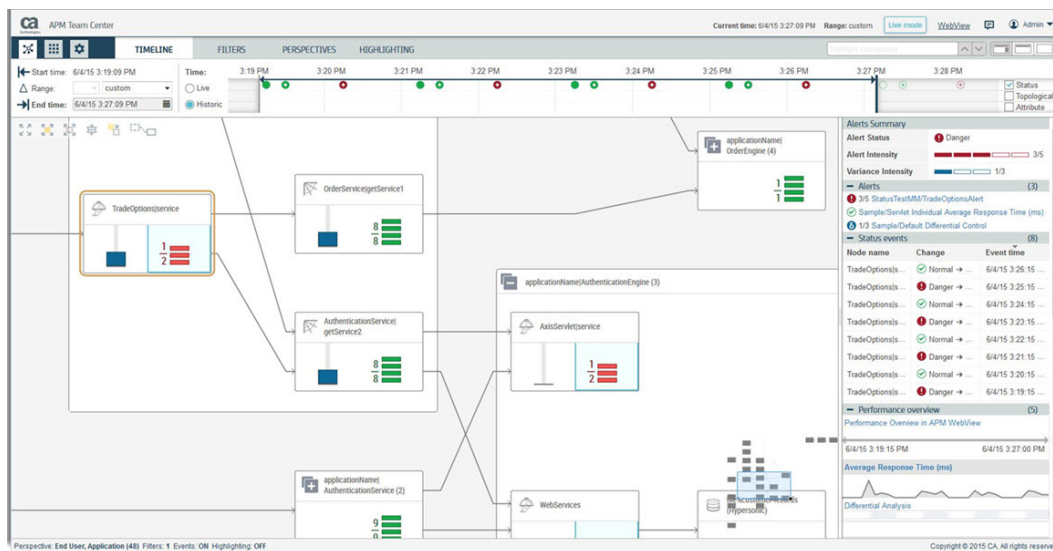 ca
technologies
APM Team Center
Current time: 6/4/15 3:27:09 PM Range: custom Live mode WebView Admin
TIMELINE FILTERS PERSPECTIVES HIGHLIGHTING
Start time: 6/4/15 3:19:09 PM
Range: custom
End time: 6/4/15 3:27:09 PM
Time:
Live
Historic
3:19 PM 3:20 PM 3:21 PM 3:22 PM 3:23 PM 3:24 PM 3:25 PM 3:26 PM 3:27 PM 3:28 PM
Status
Topological
Attribute
applicationName|
OrderEngine (4)
1
1
TradeOptions|service
1
2
OrderService|getService1
8
8
applicationName|AuthenticationEngine (3)
AuthenticationService|
getService2
8
8
AxisServlet|service
1
2
applicationName|
AuthenticationService (2)
9
9
WebServices
(Hypersonic)
Alerts Summary
Alert Status Danger
Alert Intensity 3/5
Variance Intensity 1/3
Alerts (3)
3/5 StatusTestMM/TradeOptionsAlert
Sample/Servlet Individual Average Response Time (ms)
1/3 Sample/Default Differential Control
Status events (8)
Node name Change Event time
TradeOptions|s... Normal → ... 6/4/15 3:26:15 ...
TradeOptions|s... Danger → ... 6/4/15 3:25:15 ...
TradeOptions|s... Normal → ... 6/4/15 3:24:15 ...
TradeOptions|s... Danger → ... 6/4/15 3:23:15 ...
TradeOptions|s... Normal → ... 6/4/15 3:22:15 ...
TradeOptions|s... Danger → ... 6/4/15 3:21:15 ...
TradeOptions|s... Normal → ... 6/4/15 3:20:15 ...
TradeOptions|s... Danger → ... 6/4/15 3:19:15 ...
Performance overview (5)
Performance Overview in APM WebView
6/4/15 3:19:15 PM 6/4/15 3:27:00 PM
Average Response Time (ms)
Differential Analysis
Perspective: End User, Application (48) Filters: 1 Events: ON Highlighting: OFF
Copyright © 2015 CA. All rights reserve